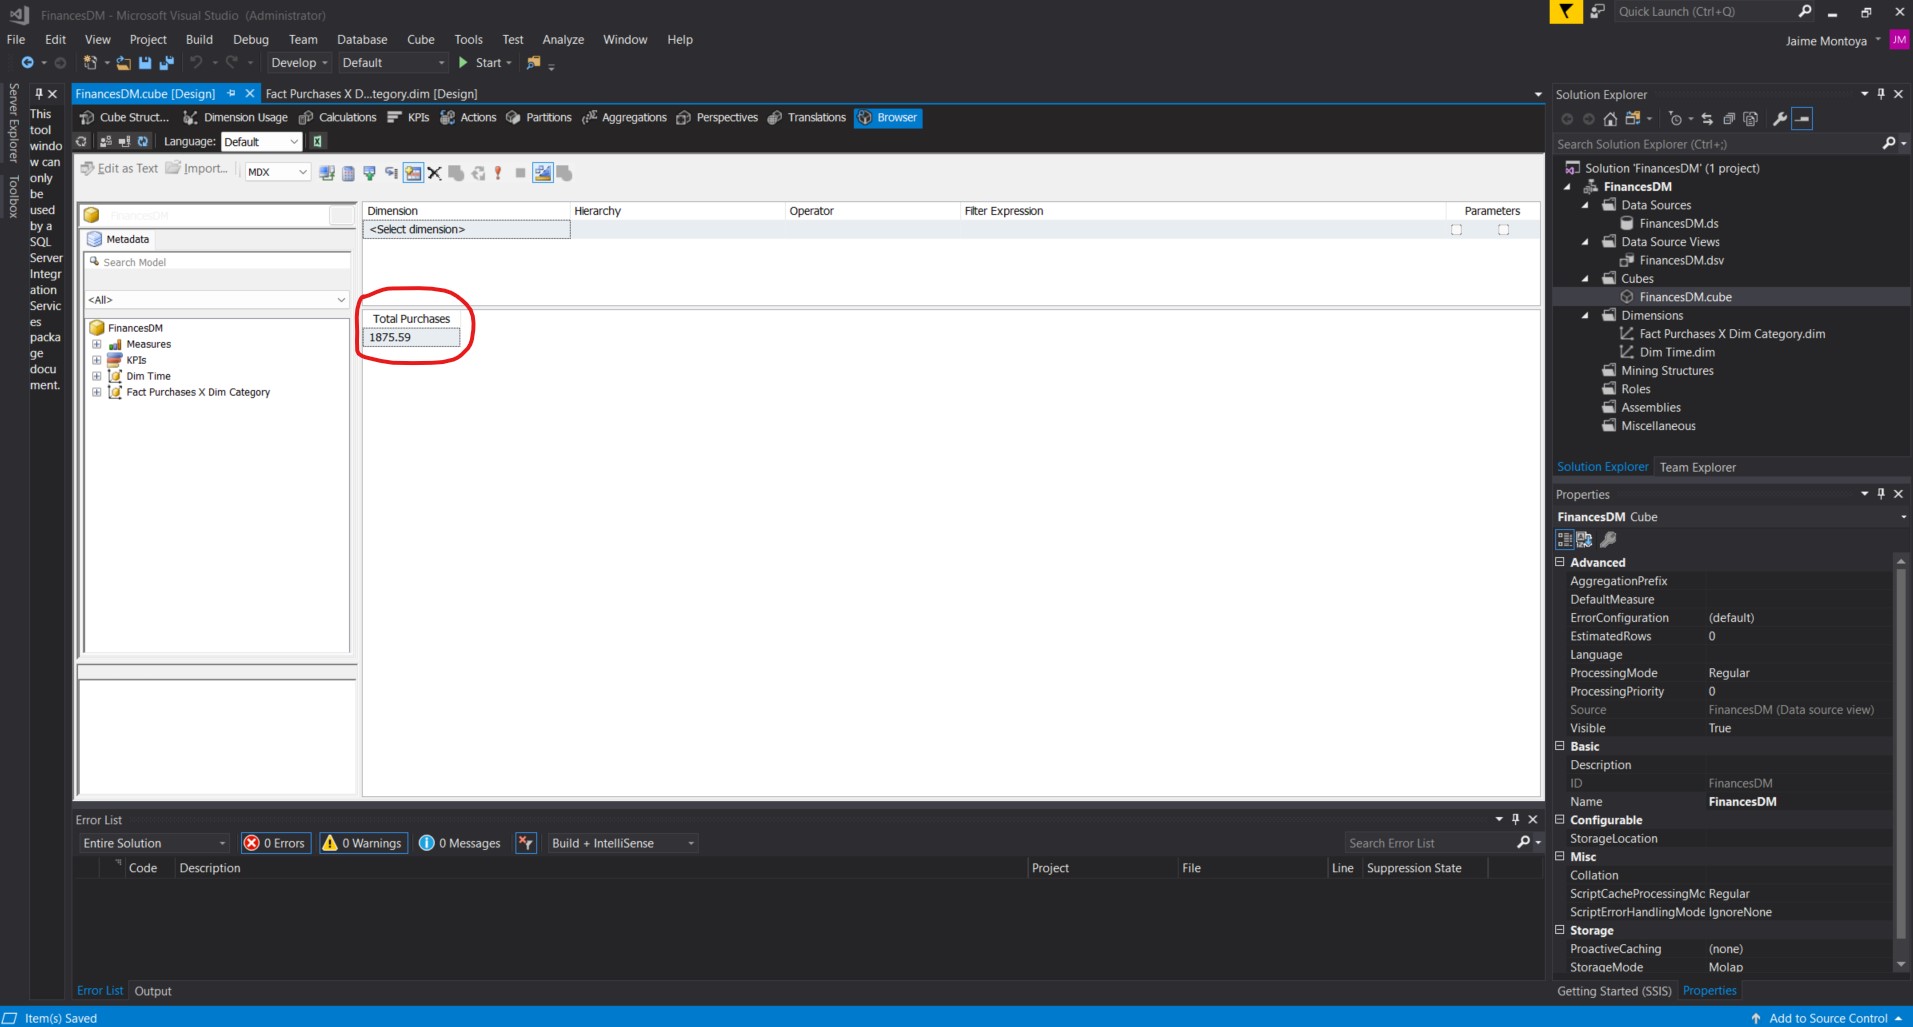 FinancesDM - Microsoft Visual Studio (Administrator)
Quick Launch (Ctrl+Q)
File Edit View Project Build Debug Team Database Cube Tools Test Analyze Window Help
Jaime Montoya JM
Develop Default Start
Server Explorer
Toolbox
This
tool
windo
w can
only
be
used
by a
SQL
Server
Integr
ation
Servic
es
packa
ge
docu
ment.
FinancesDM.cube [Design] Fact Purchases X D...tegory.dim [Design]
Cube Struct... Dimension Usage Calculations KPIs Actions Partitions Aggregations Perspectives Translations Browser
Language: Default
Edit as Text Import... MDX
FinancesDM
Metadata
Search Model
<All>
FinancesDM
Measures
KPIs
Dim Time
Fact Purchases X Dim Category
Dimension Hierarchy Operator Filter Expression Parameters
<Select dimension>
Total Purchases
1875.59
Error List
Entire Solution 0 Errors 0 Warnings 0 Messages Build + IntelliSense Search Error List
Code Description Project File Line Suppression State
Error List Output
Solution Explorer
Search Solution Explorer (Ctrl+;)
Solution 'FinancesDM' (1 project)
FinancesDM
Data Sources
FinancesDM.ds
Data Source Views
FinancesDM.dsv
Cubes
FinancesDM.cube
Dimensions
Fact Purchases X Dim Category.dim
Dim Time.dim
Mining Structures
Roles
Assemblies
Miscellaneous
Solution Explorer Team Explorer
Properties
FinancesDM Cube
Advanced
AggregationPrefix
DefaultMeasure
ErrorConfiguration (default)
EstimatedRows 0
Language
ProcessingMode Regular
ProcessingPriority 0
Source FinancesDM (Data source view)
Visible True
Basic
Description
ID FinancesDM
Name FinancesDM
Configurable
StorageLocation
Misc
Collation
ScriptCacheProcessingMo Regular
ScriptErrorHandlingMode IgnoreNone
Storage
ProactiveCaching (none)
StorageMode Molap
Getting Started (SSIS) Properties
Item(s) Saved
Add to Source Control